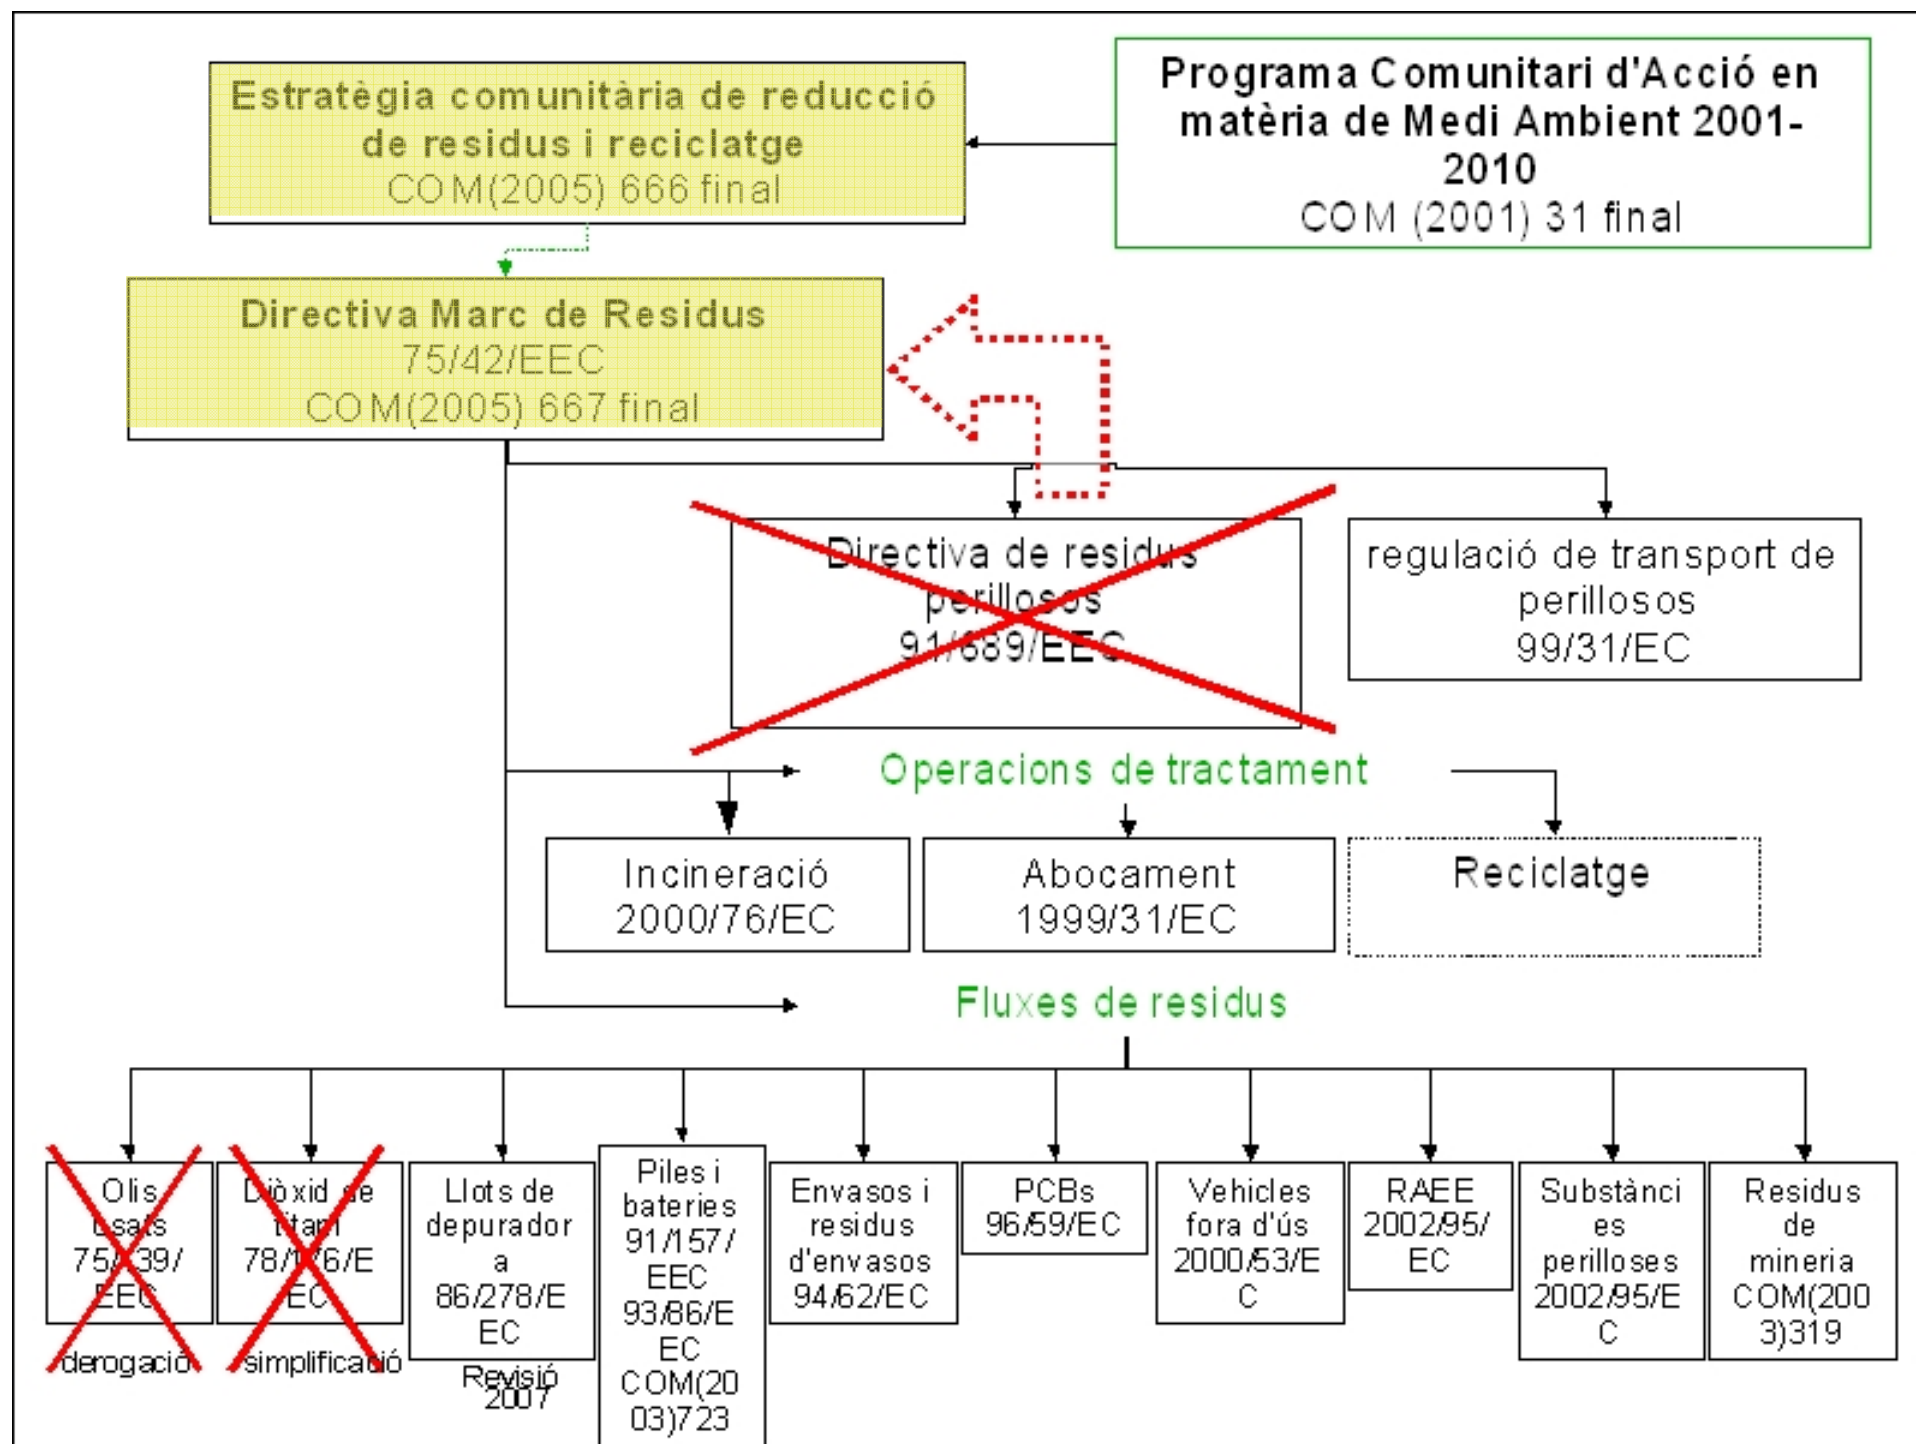 Estratègia comunitària de reducció
de residus i reciclatge
COM(2005) 666 final
Programa Comunitari d'Acció en
matèria de Medi Ambient 2001-
2010
COM (2001) 31 final
Directiva Marc de Residus
75/42/EEC
COM(2005) 667 final
Directiva de residus
perillosos
91/689/EEC
regulació de transport de
perillosos
99/31/EC
Operacions de tractament
Incineració
2000/76/EC
Abocament
1999/31/EC
Reciclatge
Fluxes de residus
Olis
usats
75/439/
EEC
derogació
Diòxid de
titani
78/176/E
EC
simplificació
Llots de
depurador
a
86/278/E
EC
Revisió
2007
Piles i
bateries
91/157/
EEC
93/86/E
EC
COM(20
03)723
Envasos i
residus
d'envasos
94/62/EC
PCBs
96/59/EC
Vehicles
fora d'ús
2000/53/E
C
RAEE
2002/95/
EC
Substànci
es
perilloses
2002/95/E
C
Residus
de
mineria
COM(200
3)319